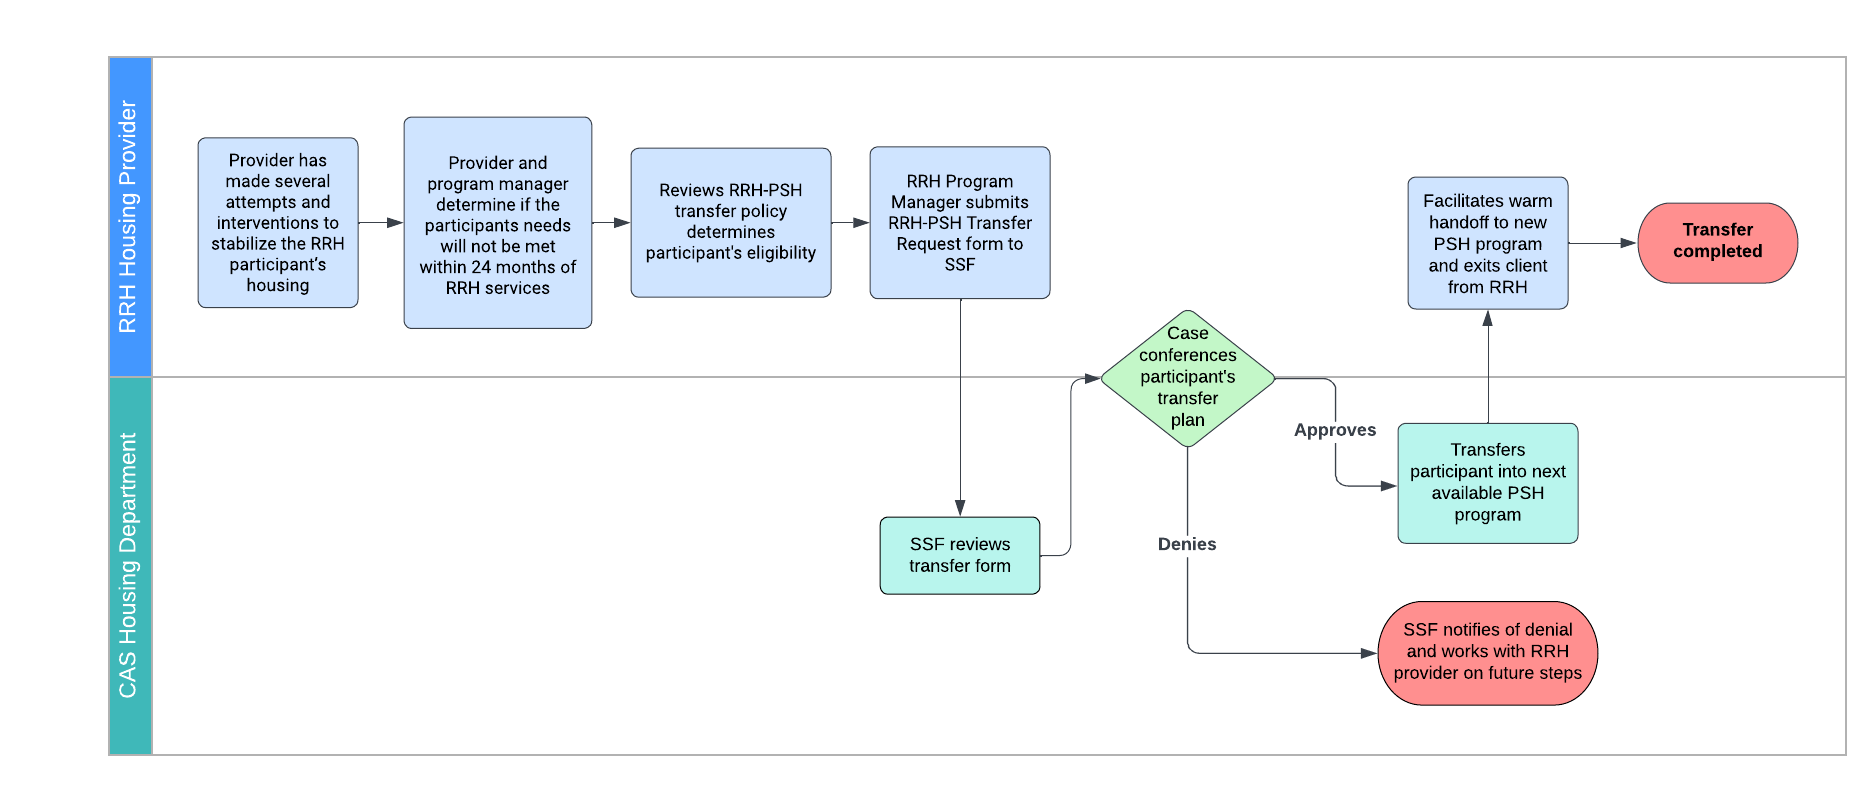 RRH Housing Provider
Provider has
made several
attempts and
interventions to
stabilize the RRH
participant's
housing
Provider and
program manager
determine if the
participants needs
will not be met
within 24 months of
RRH services
Reviews RRH-PSH
transfer policy
determines
participant's eligibility
RRH Program
Manager submits
RRH-PSH Transfer
Request form to
SSF
Facilitates warm
handoff to new
PSH program
and exits client
from RRH
Transfer
completed
Case
conferences
participant's
transfer
plan
CAS Housing Department
Approves
Transfers
participant into next
available PSH
program
SSF reviews
transfer form
Denies
SSF notifies of denial
and works with RRH
provider on future steps